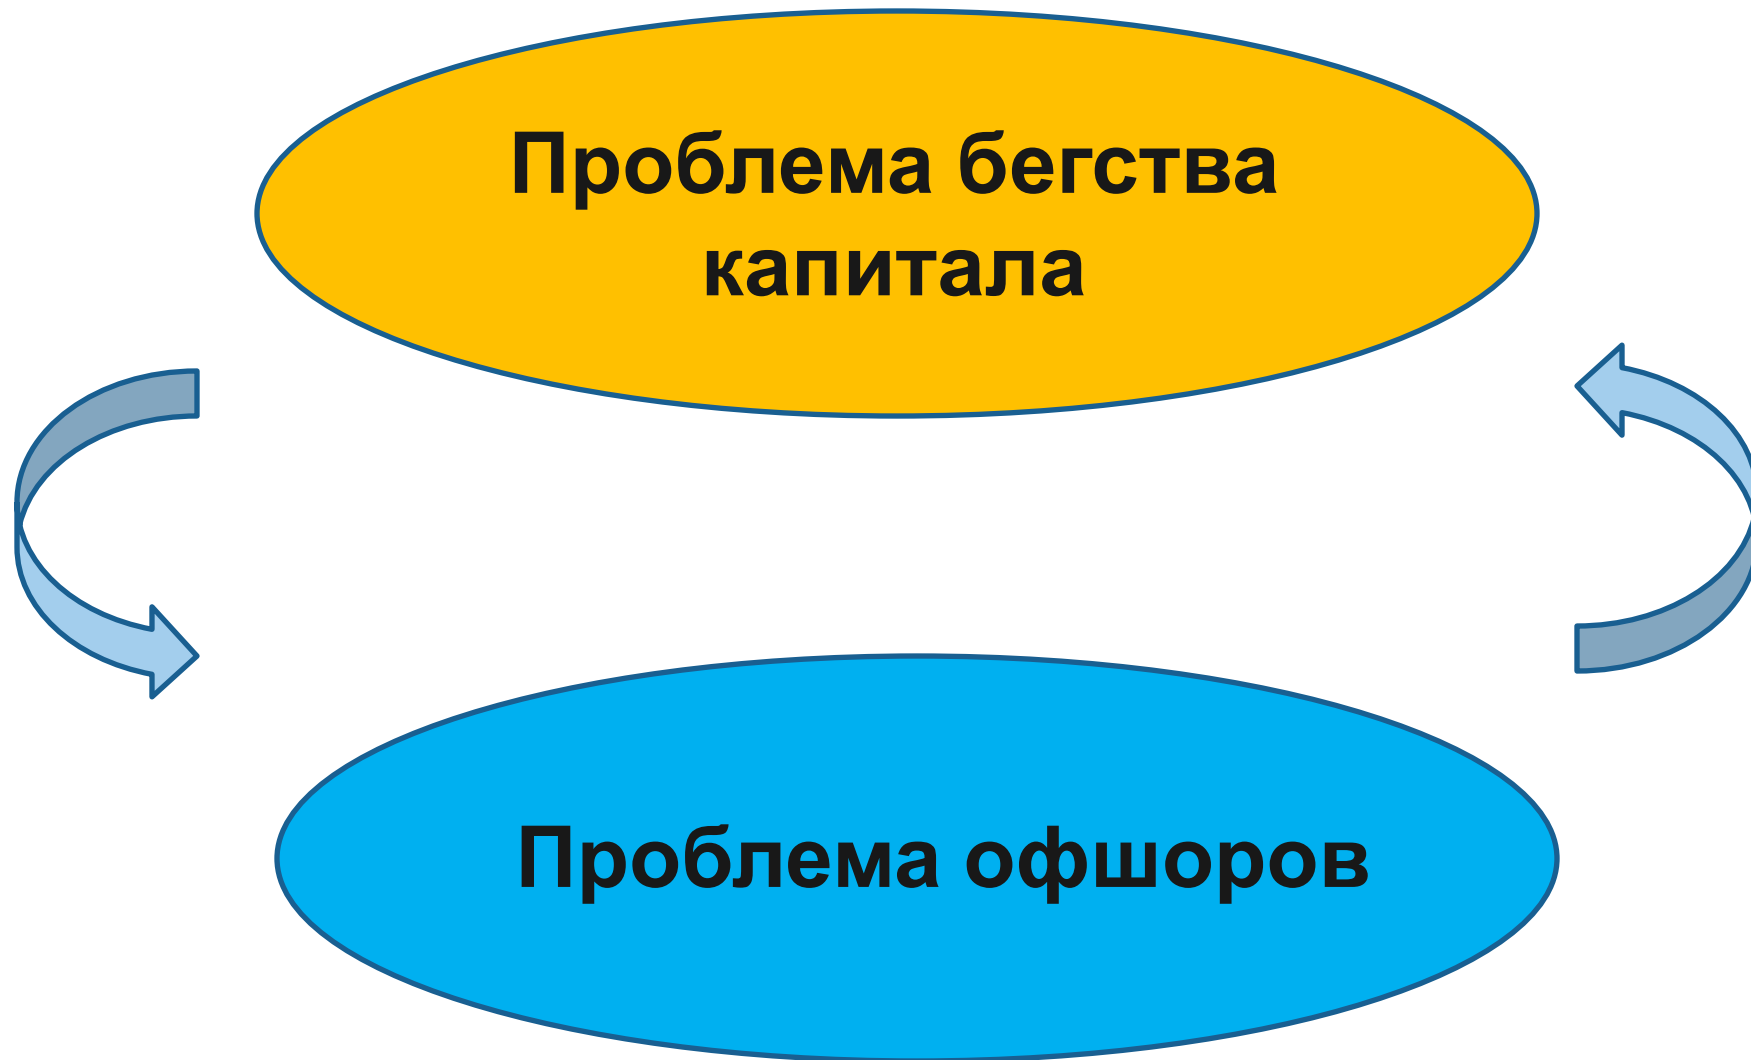 Проблема бегства
капитала
Проблема офшоров